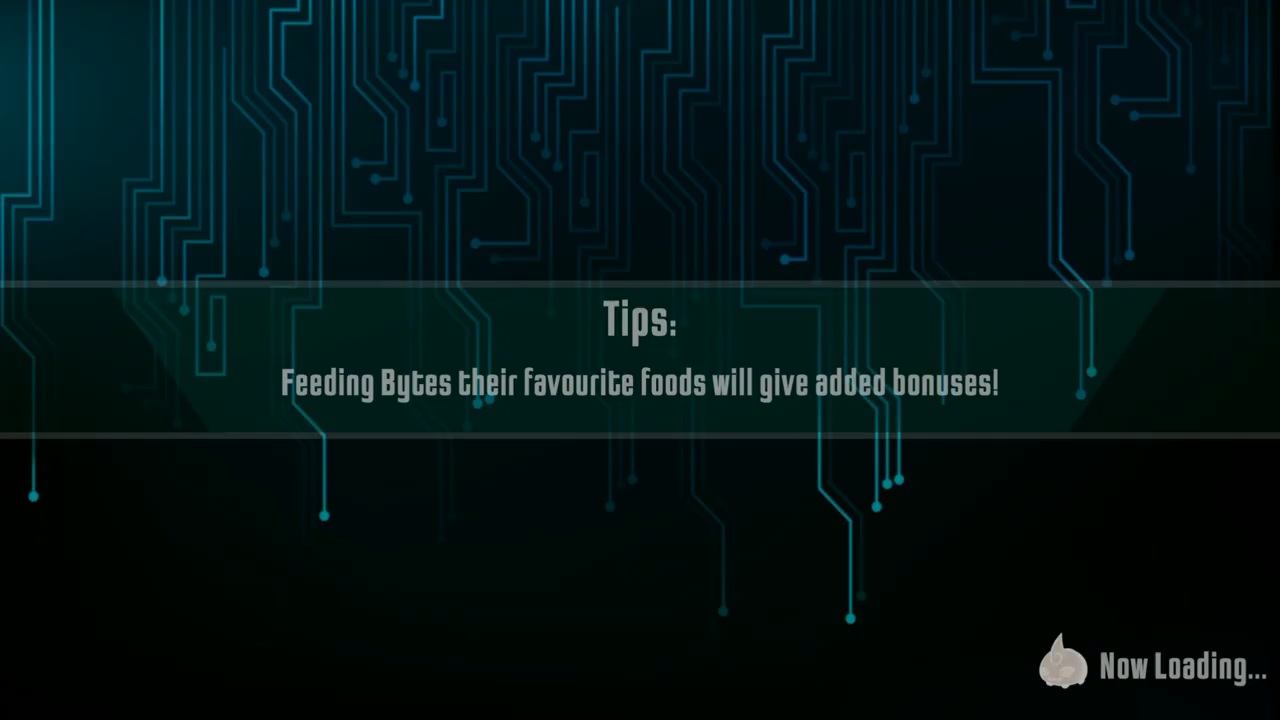 Tips:
Feeding Bytes their favourite foods will give added bonuses!
Now Loading...